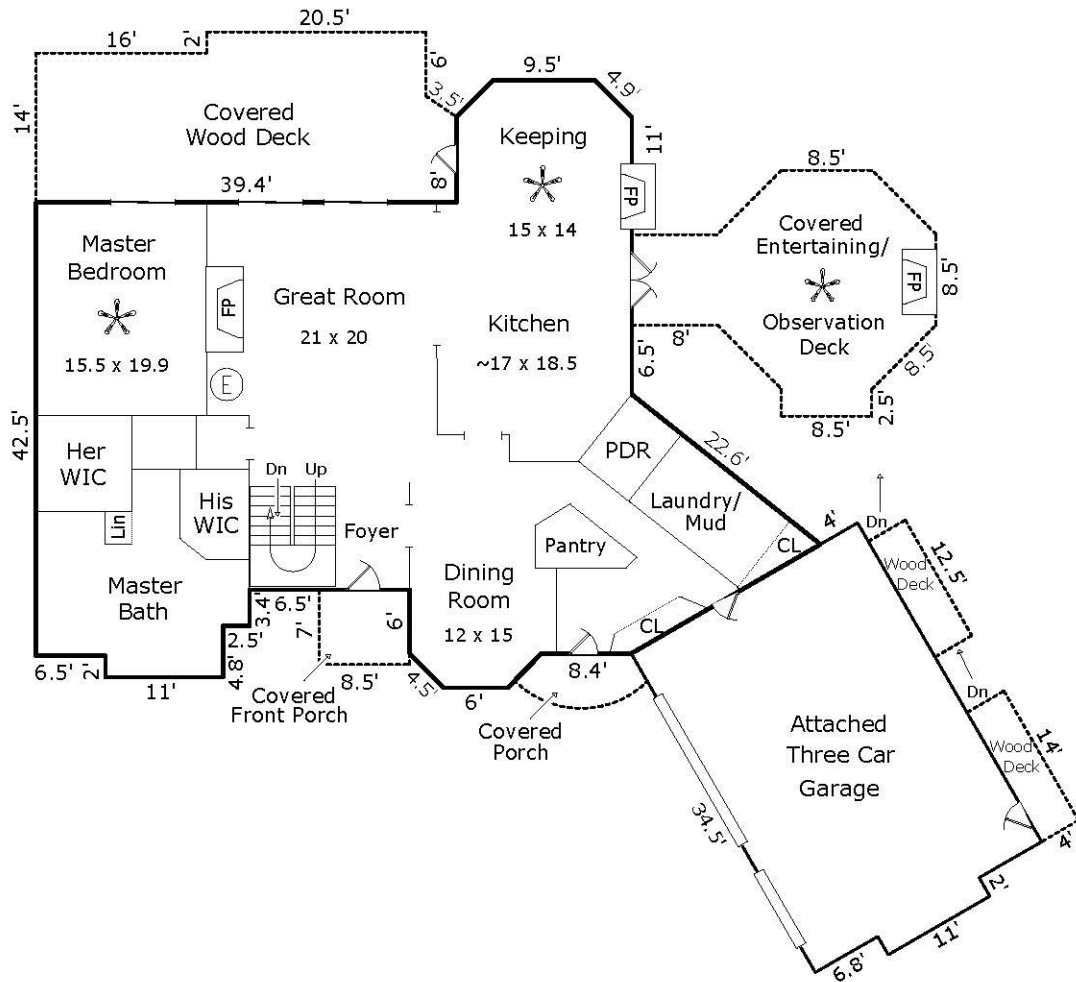 20.5'
16'
2'
6'
3.5'
9.5'
4.9'
14'
Covered
Wood Deck
Keeping
11'
8'
39.4'
FP
15 x 14
8.5'
Covered
Entertaining/
FP
8.5'
Observation
Deck
8'
8.5'
8.5'
2.5'
Master
Bedroom
15.5 x 19.9
FP
E
Great Room
21 x 20
Kitchen
~17 x 18.5
6.5'
42.5'
22.6'
Her
WIC
His
WIC
Lin
Master
Bath
Dn Up
Foyer
PDR
Laundry/
Mud
CL
Pantry
Dining
Room
12 x 15
CL
4'
Dn
Wood
Deck
12.5'
Dn
Wood
Deck
14'
4'
3.4'
6.5'
7'
6'
2.5'
4.8'
6.5'
2'
11'
8.5'
4.5'
6'
8.4'
Covered
Front Porch
Covered
Porch
Attached
Three Car
Garage
34.5'
2'
11'
6.8'